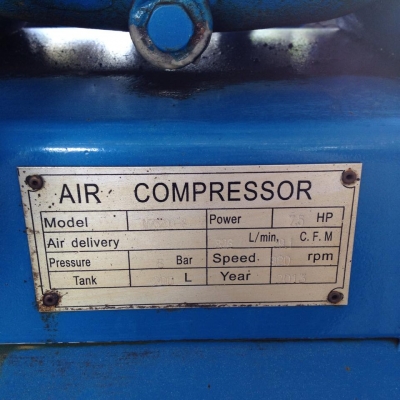 AIR COMPRESSOR
Model Power HP
Air delivery L/min, C.F.M
Pressure Bar Speed rpm
Tank L Year